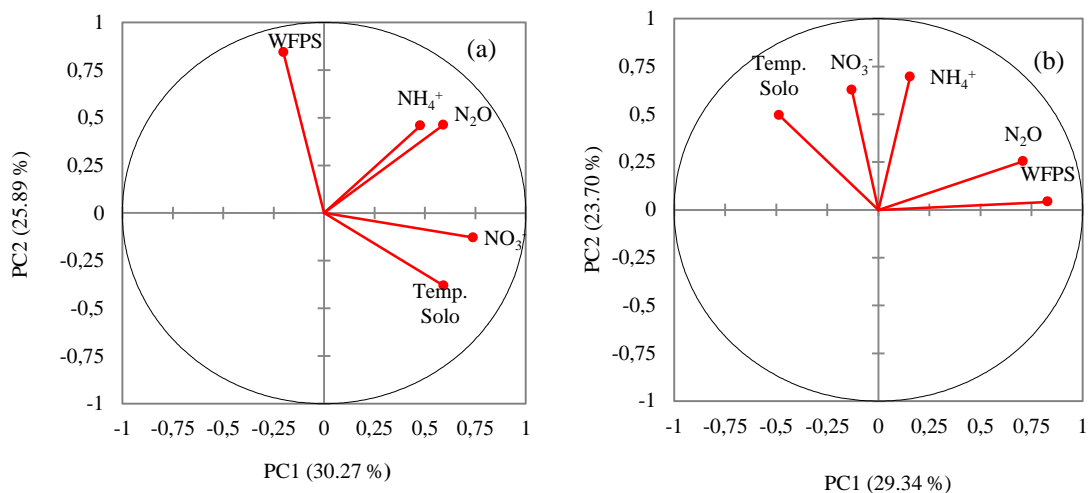 (a)
1
WFPS
0,75
NH₄⁺
0,5
N₂O
0,25
0
-0,25
NO₃⁻
-0,5
Temp.
Solo
-0,75
-1
-1 -0,75 -0,5 -0,25 0 0,25 0,5 0,75 1
PC2 (25.89 %)
PC1 (30.27 %)
(b)
1
0,75
Temp.
Solo
NO₃⁻
NH₄⁺
0,5
N₂O
0,25
WFPS
0
-0,25
-0,5
-0,75
-1
-1 -0,75 -0,5 -0,25 0 0,25 0,5 0,75 1
PC2 (23.70 %)
PC1 (29.34 %)